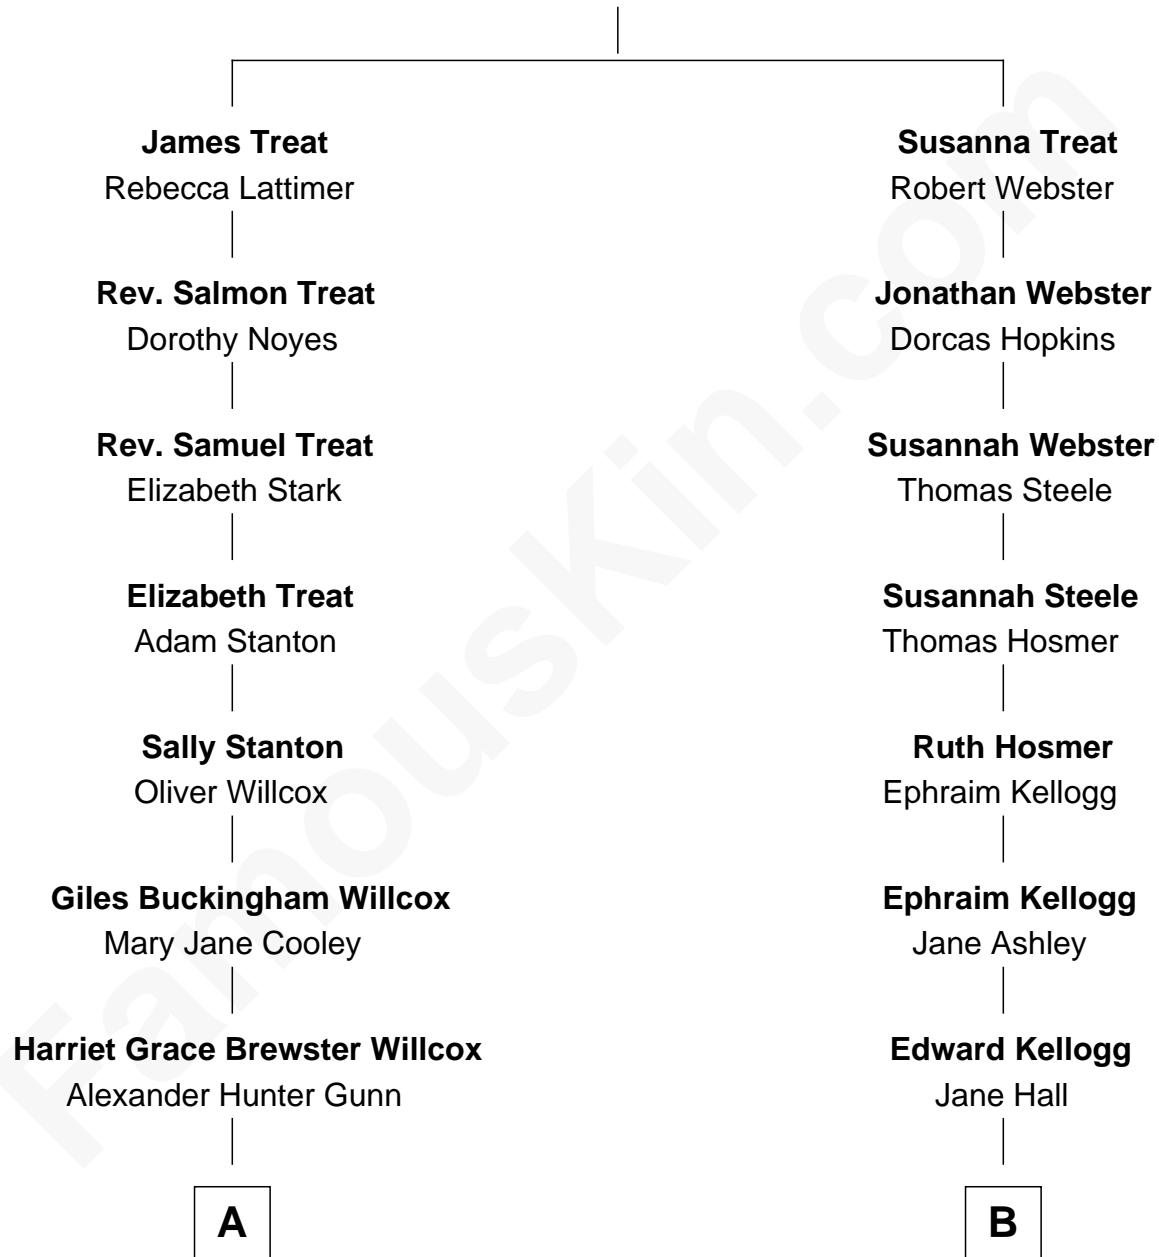 James Treat
Rebecca Lattimer
Susanna Treat
Robert Webster
Rev. Salmon Treat
Dorothy Noyes
Jonathan Webster
Dorcas Hopkins
Rev. Samuel Treat
Elizabeth Stark
Susannah Webster
Thomas Steele
Elizabeth Treat
Adam Stanton
Susannah Steele
Thomas Hosmer
Sally Stanton
Oliver Willcox
Ruth Hosmer
Ephraim Kellogg
Giles Buckingham Willcox
Mary Jane Cooley
Ephraim Kellogg
Jane Ashley
Harriet Grace Brewster Willcox
Alexander Hunter Gunn
Edward Kellogg
Jane Hall
A
B
FamousKin.com